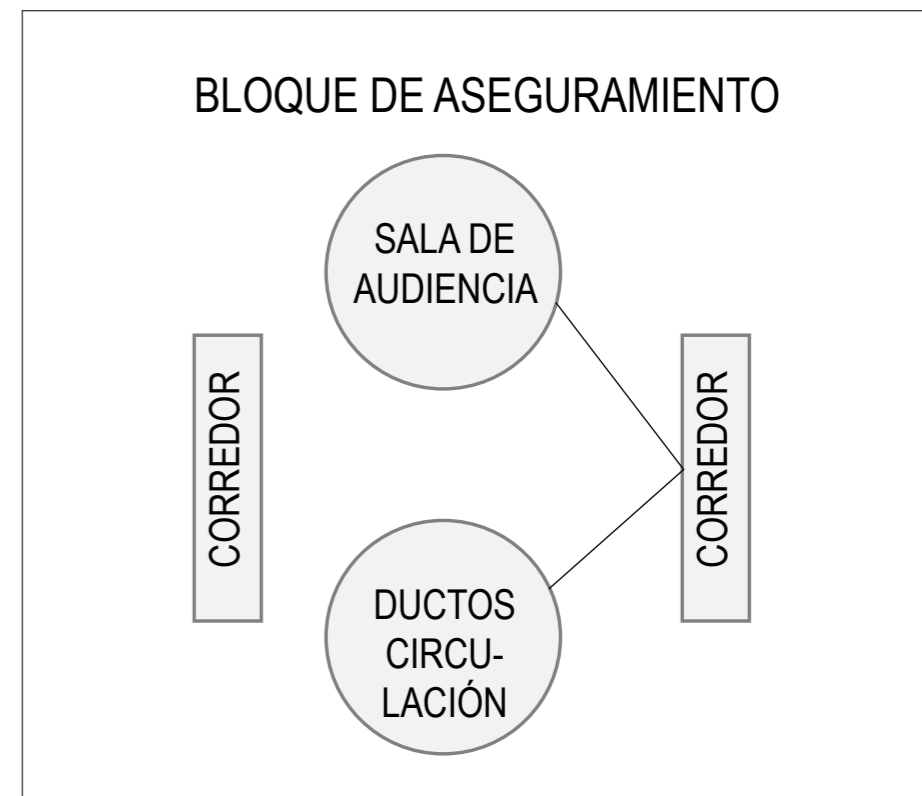 BLOQUE DE ASEGURAMIENTO
SALA DE
AUDIENCIA
CORREDOR
CORREDOR
DUCTOS
CIRCU-
LACIÓN